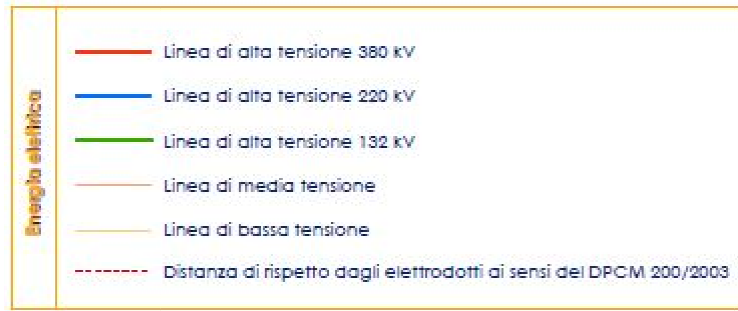 Energia elettrica
Linea di alta tensione 380 kV
Linea di alta tensione 220 kV
Linea di alta tensione 132 kV
Linea di media tensione
Linea di bassa tensione
Distanza di rispetto dagli elettrodotti ai sensi del DPCM 200/2003